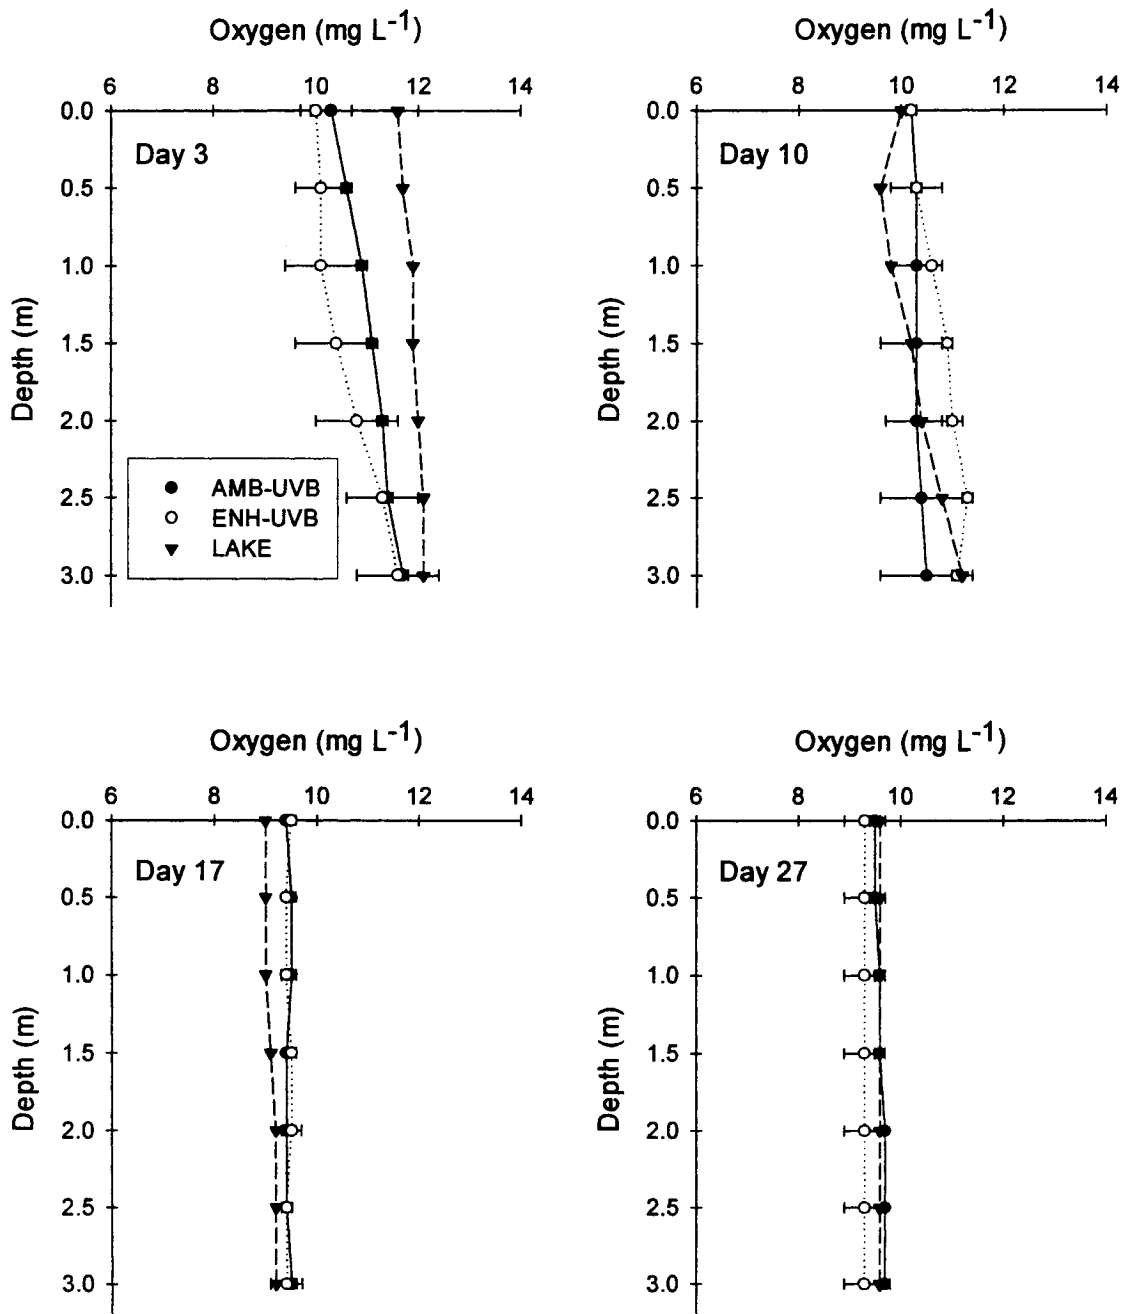 Oxygen (mg L⁻¹)
6 8 10 12 14
0.0
Day 3
0.5
1.0
1.5
2.0
2.5
3.0
Depth (m)
AMB-UVB
ENH-UVB
LAKE
Oxygen (mg L⁻¹)
6 8 10 12 14
0.0
Day 10
0.5
1.0
1.5
2.0
2.5
3.0
Depth (m)
Oxygen (mg L⁻¹)
6 8 10 12 14
0.0
Day 17
0.5
1.0
1.5
2.0
2.5
3.0
Depth (m)
Oxygen (mg L⁻¹)
6 8 10 12 14
0.0
Day 27
0.5
1.0
1.5
2.0
2.5
3.0
Depth (m)